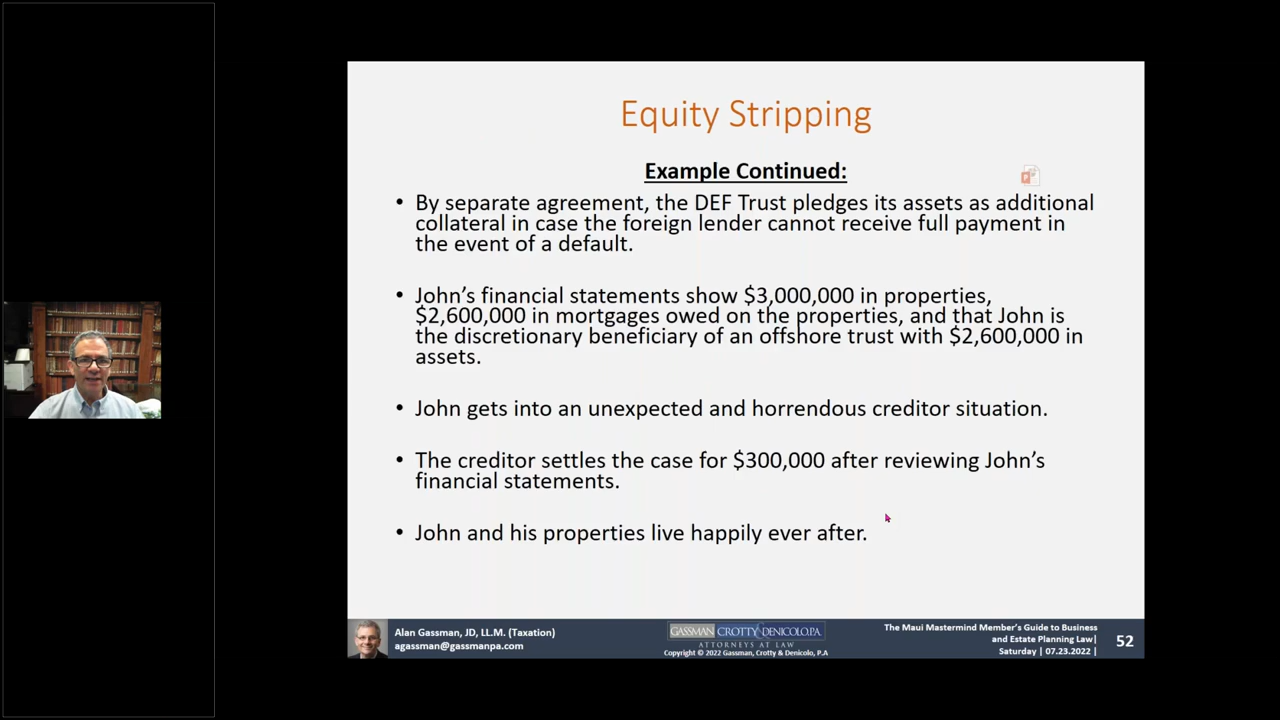 Equity Stripping
Example Continued:
• By separate agreement, the DEF Trust pledges its assets as additional
collateral in case the foreign lender cannot receive full payment in
the event of a default.
• John’s financial statements show $3,000,000 in properties,
$2,600,000 in mortgages owed on the properties, and that John is
the discretionary beneficiary of an offshore trust with $2,600,000 in
assets.
• John gets into an unexpected and horrendous creditor situation.
• The creditor settles the case for $300,000 after reviewing John’s
financial statements.
• John and his properties live happily ever after.
Alan Gassman, JD, LL.M. (Taxation)
agassman@gassmanpa.com
GASSMAN CROTTY DENICOLO, P.A.
ATTORNEYS AT LAW
Copyright © 2022 Gassman, Crotty & Denicolo, P.A
The Maui Mastermind Member’s Guide to Business
and Estate Planning Law|
Saturday | 07.23.2022 |
52